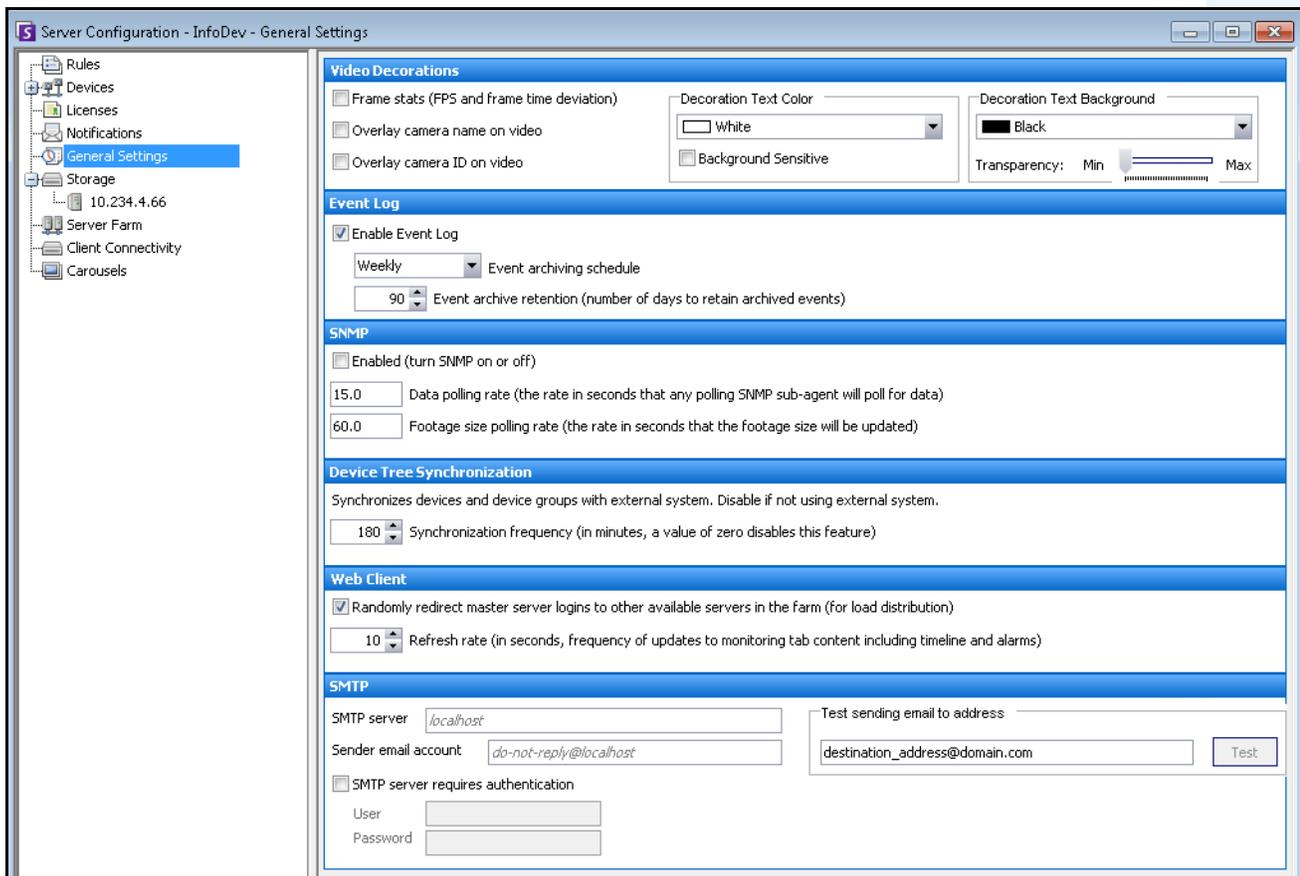 Server Configuration - InfoDev - General Settings
Rules
Devices
Licenses
Notifications
General Settings
Storage
10.234.4.66
Server Farm
Client Connectivity
Carousels
Video Decorations
Frame stats (FPS and frame time deviation)
Overlay camera name on video
Overlay camera ID on video
Decoration Text Color
White
Background Sensitive
Decoration Text Background
Black
Transparency: Min Max
Event Log
Enable Event Log
Weekly Event archiving schedule
90 Event archive retention (number of days to retain archived events)
SNMP
Enabled (turn SNMP on or off)
15.0 Data polling rate (the rate in seconds that any polling SNMP sub-agent will poll for data)
60.0 Footage size polling rate (the rate in seconds that the footage size will be updated)
Device Tree Synchronization
Synchronizes devices and device groups with external system. Disable if not using external system.
180 Synchronization frequency (in minutes, a value of zero disables this feature)
Web Client
Randomly redirect master server logins to other available servers in the farm (for load distribution)
10 Refresh rate (in seconds, frequency of updates to monitoring tab content including timeline and alarms)
SMTP
SMTP server localhost
Sender email account do-not-reply@localhost
SMTP server requires authentication
User
Password
Test sending email to address
destination_address@domain.com Test